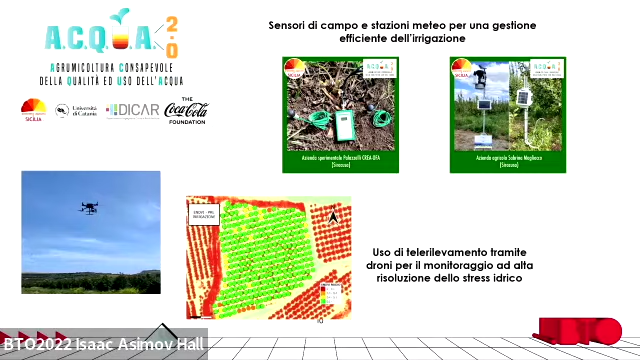 A.C.Q.U.A.
2.0
AGRUMICOLTURA CONSAPEVOLE
DELLA QUALITÀ ED USO DELL'ACQUA
SICILIA
Università
di Catania
DICAR
THE
Coca-Cola
FOUNDATION
Sensori di campo e stazioni meteo per una gestione
efficiente dell'irrigazione
Azienda sperimentale Palazzelli CREA-OFA
(Siracusa)
Azienda agricola Sabrina Magliocco
(Siracusa)
Uso di telerilevamento tramite
droni per il monitoraggio ad alta
risoluzione dello stress idrico
BTO2022 Isaac Asimov Hall
BTO